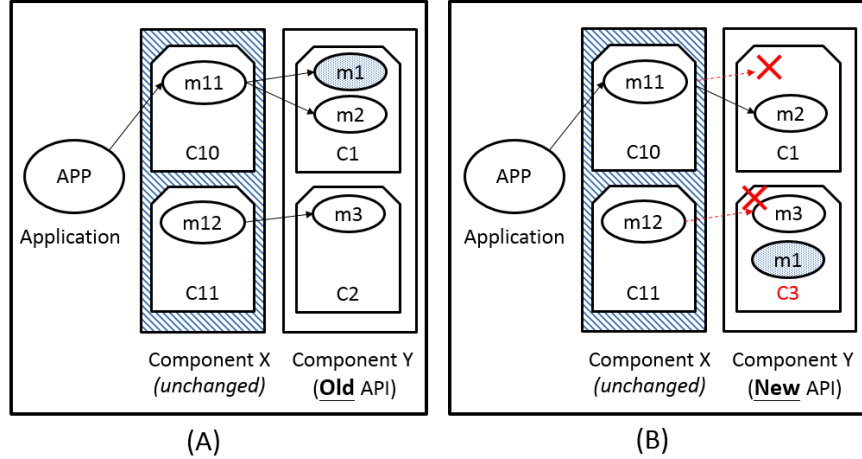 m11
m1
m2
C10
C1
APP
Application
m12
m3
C11
C2
Component X
(unchanged)
Component Y
(Old API)
(A)
m11
m2
C10
C1
APP
Application
m12
m3
m1
C11
C3
Component X
(unchanged)
Component Y
(New API)
(B)